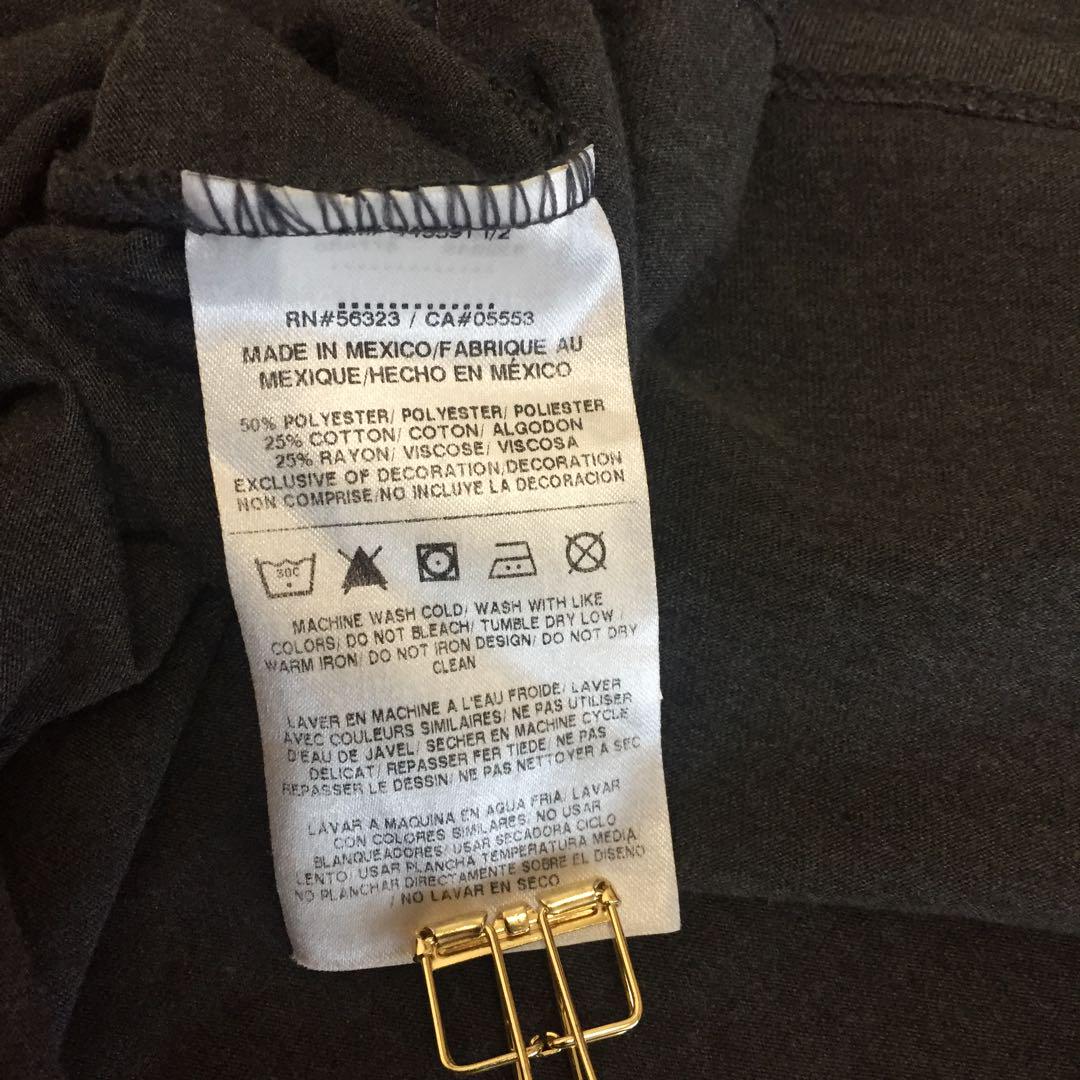 1/2
RN#56323 / CA#05553
MADE IN MEXICO/FABRIQUE AU
MEXIQUE/HECHO EN MÉXICO
50% POLYESTER/ POLYESTER/ POLIESTER
25% COTTON/ COTON/ ALGODON
25% RAYON/ VISCOSE/ VISCOSA
EXCLUSIVE OF DECORATION/DECORATION
NON COMPRISE/NO INCLUYE LA DECORACION
30C
MACHINE WASH COLD/ WASH WITH LIKE
COLORS/ DO NOT BLEACH/ TUMBLE DRY LOW /
WARM IRON/ DO NOT IRON DESIGN/ DO NOT DRY
CLEAN
LAVER EN MACHINE A L'EAU FROIDE/ LAVER
AVEC COULEURS SIMILAIRES/ NE PAS UTILISER
D'EAU DE JAVEL/ SECHER EN MACHINE CYCLE
DELICAT/ REPASSER FER TIEDE/ NE PAS
REPASSER LE DESSIN/ NE PAS NETTOYER A SEC
LAVAR A MAQUINA EN AGUA FRIA/ LAVAR
CON COLORES SIMILARES/ NO USAR
BLANQUEADORES/ USAR SECADORA CICLO
LENTO/ USAR PLANCHA TEMPERATURA MEDIA
NO PLANCHAR DIRECTAMENTE SOBRE EL DISENO
/ NO LAVAR EN SECO